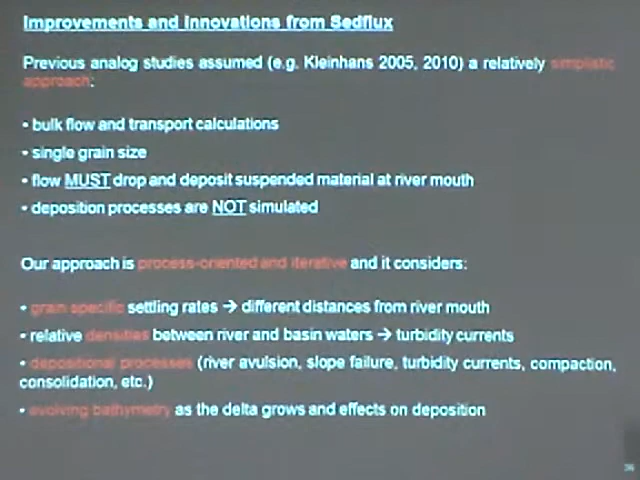 Improvements and Innovations from Sedflux
Previous analog studies assumed (e.g. Kleinhans 2005, 2010) a relatively simplistic
approach:
• bulk flow and transport calculations
• single grain size
• flow MUST drop and deposit suspended material at river mouth
• deposition processes are NOT simulated
Our approach is process-oriented and iterative and it considers:
• grain specific settling rates → different distances from river mouth
• relative densities between river and basin waters → turbidity currents
• depositional processes (river avulsion, slope failure, turbidity currents, compaction,
consolidation, etc.)
• evolving bathymetry as the delta grows and effects on deposition
36